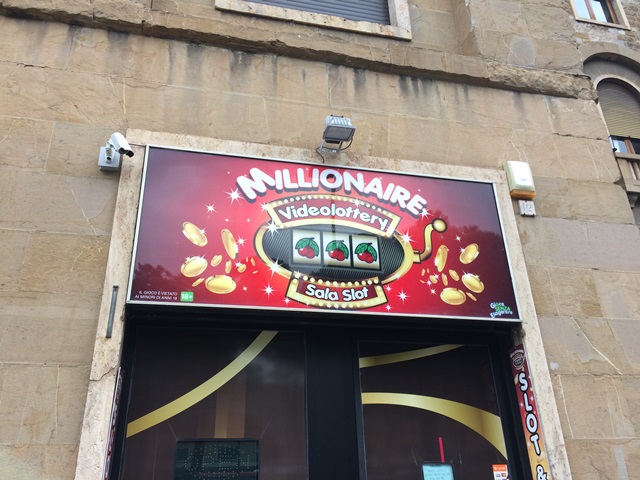 MILLIONAIRE
Videolottery
Sala Slot
IL GIOCO È VIETATO
AI MINORI DI ANNI 18
18+
SLOT &